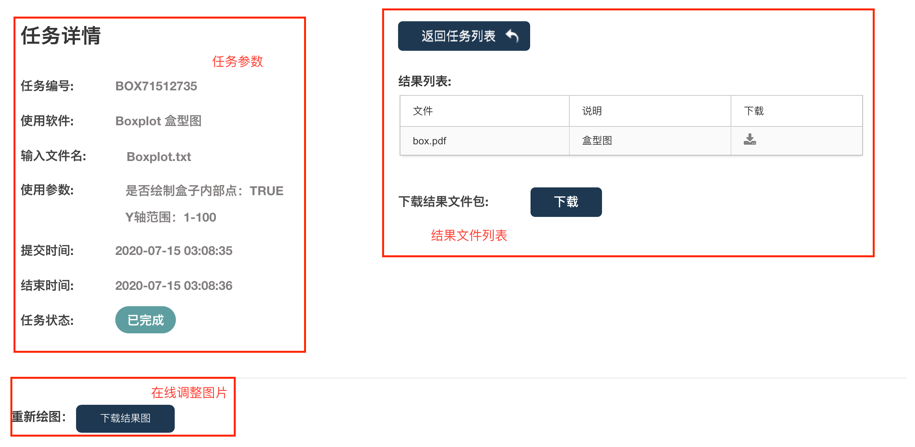 任务详情
任务参数
任务编号: BOX71512735
使用软件: Boxplot 盒型图
输入文件名: Boxplot.txt
使用参数: 是否绘制盒子内部点: TRUE
Y轴范围: 1-100
提交时间: 2020-07-15 03:08:35
结束时间: 2020-07-15 03:08:36
任务状态: 已完成
返回任务列表
结果列表:
文件 说明 下载
box.pdf 盒型图
下载结果文件包: 下载
结果文件列表
在线调整图片
重新绘图: 下载结果图